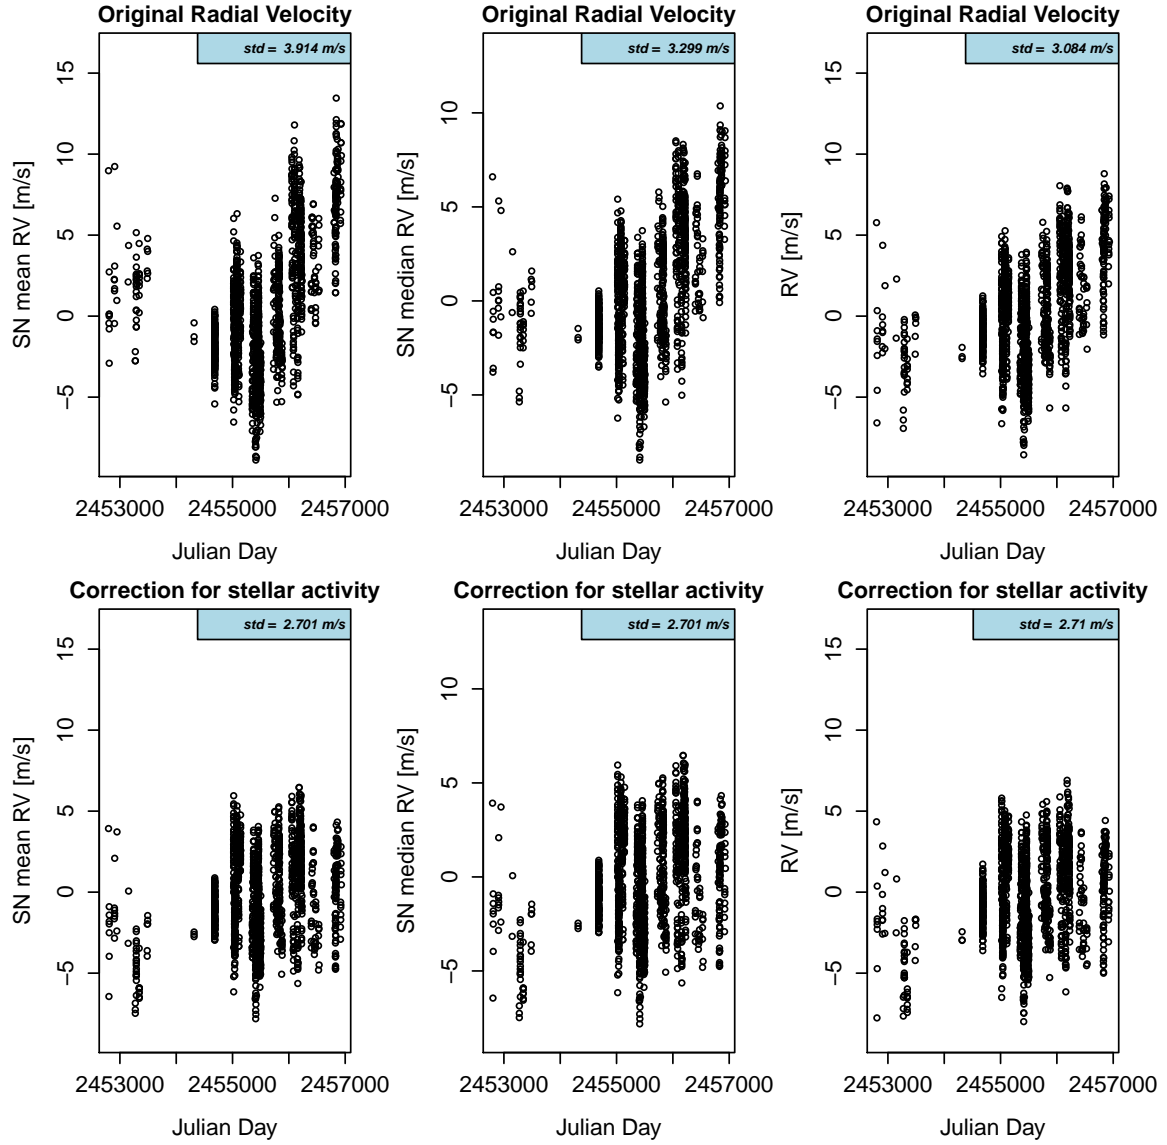 Original Radial Velocity
std = 3.914 m/s
SN mean RV [m/s]
15
10
5
0
−5
2453000
2455000
2457000
Julian Day
Original Radial Velocity
std = 3.299 m/s
SN median RV [m/s]
10
5
0
−5
2453000
2455000
2457000
Julian Day
Original Radial Velocity
std = 3.084 m/s
RV [m/s]
15
10
5
0
−5
2453000
2455000
2457000
Julian Day
Correction for stellar activity
std = 2.701 m/s
SN mean RV [m/s]
15
10
5
0
−5
2453000
2455000
2457000
Julian Day
Correction for stellar activity
std = 2.701 m/s
SN median RV [m/s]
10
5
0
−5
2453000
2455000
2457000
Julian Day
Correction for stellar activity
std = 2.71 m/s
RV [m/s]
15
10
5
0
−5
2453000
2455000
2457000
Julian Day